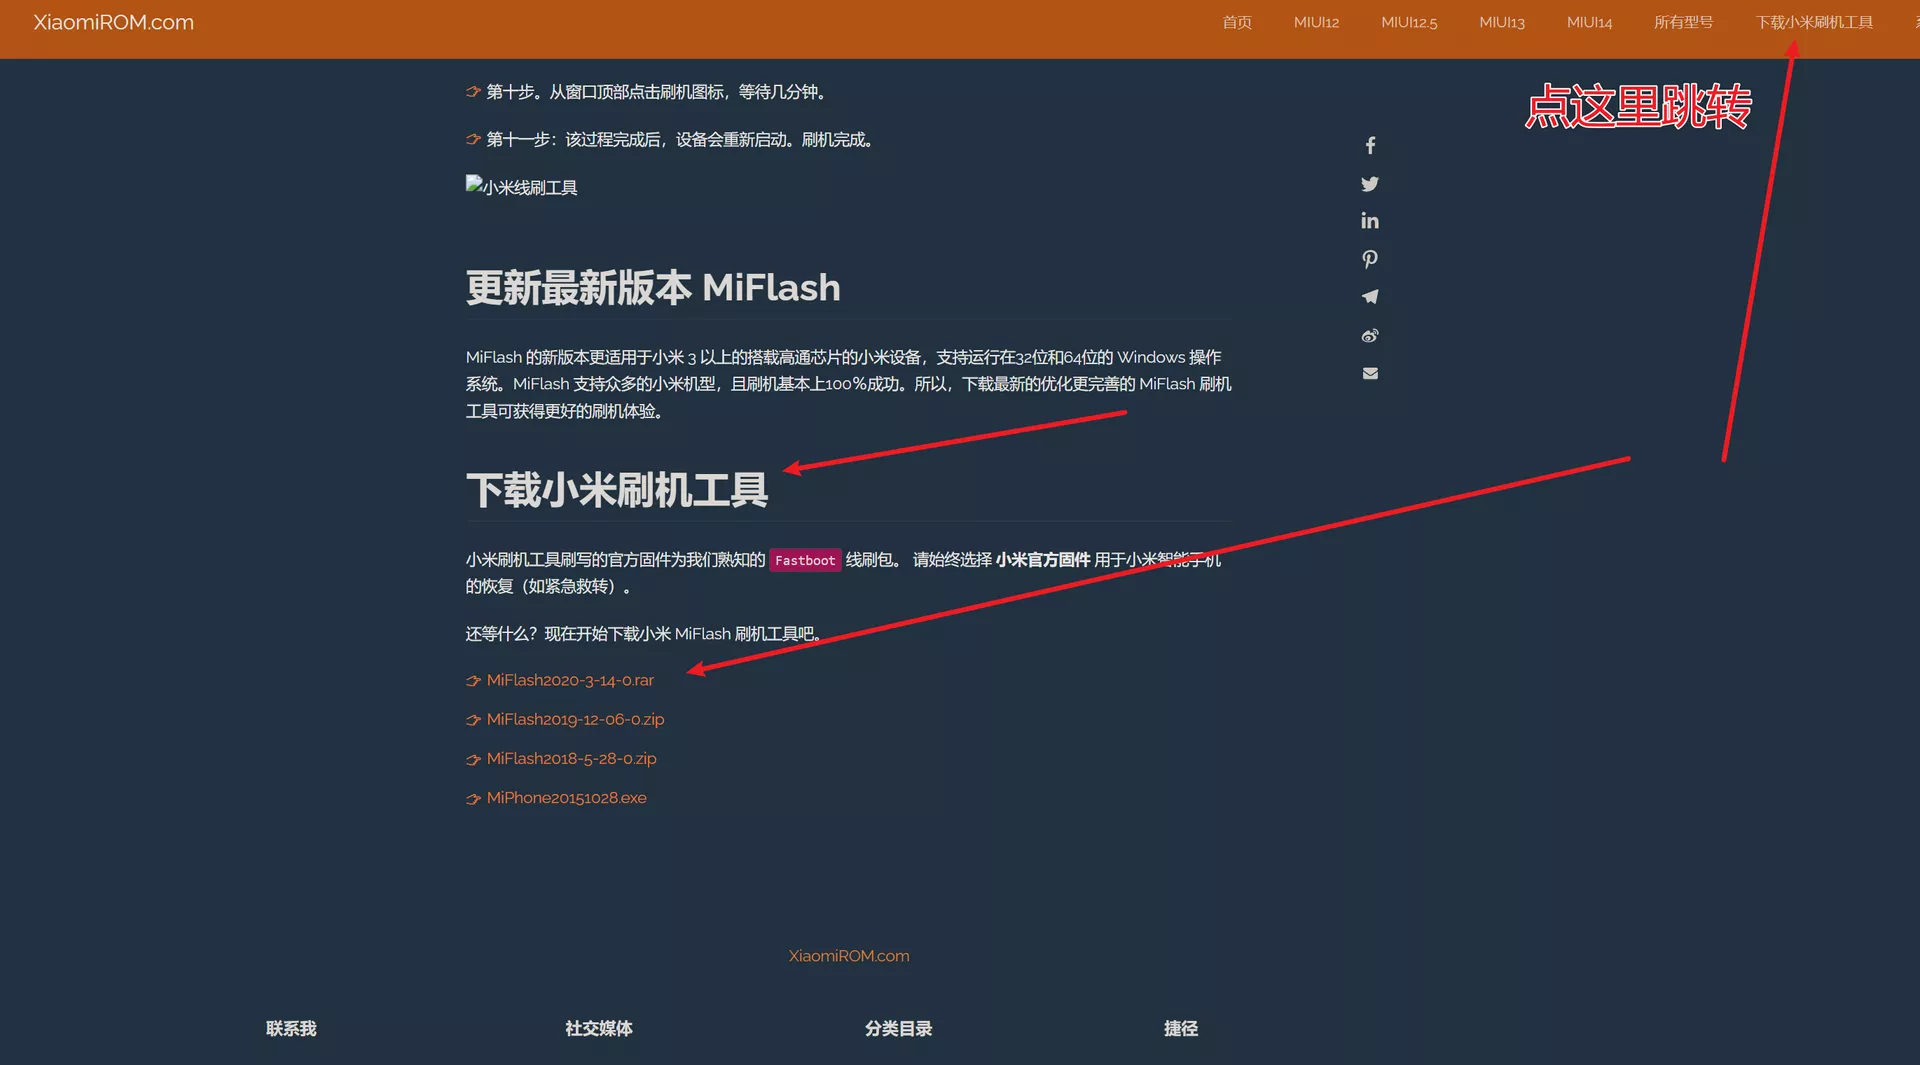 XiaomiROM.com
首页 MIUI12 MIUI12.5 MIUI13 MIUI14 所有型号 下载小米刷机工具
点这里跳转
第十步。从窗口顶部点击刷机图标，等待几分钟。
第十一步：该过程完成后，设备会重新启动。刷机完成。
小米线刷工具
更新最新版本 MiFlash
MiFlash 的新版本更适用于小米 3 以上的搭载高通芯片的小米设备，支持运行在32位和64位的 Windows 操作
系统。MiFlash 支持众多的小米机型，且刷机基本上100%成功。所以，下载最新的优化更完善的 MiFlash 刷机
工具可获得更好的刷机体验。
下载小米刷机工具
小米刷机工具刷写的官方固件为我们熟知的 Fastboot 线刷包。 请始终选择 小米官方固件 用于小米智能手机
的恢复（如紧急救转）。
还等什么？现在开始下载小米 MiFlash 刷机工具吧。
MiFlash2020-3-14-0.rar
MiFlash2019-12-06-0.zip
MiFlash2018-5-28-0.zip
MiPhone20151028.exe
XiaomiROM.com
联系我 社交媒体 分类目录 捷径